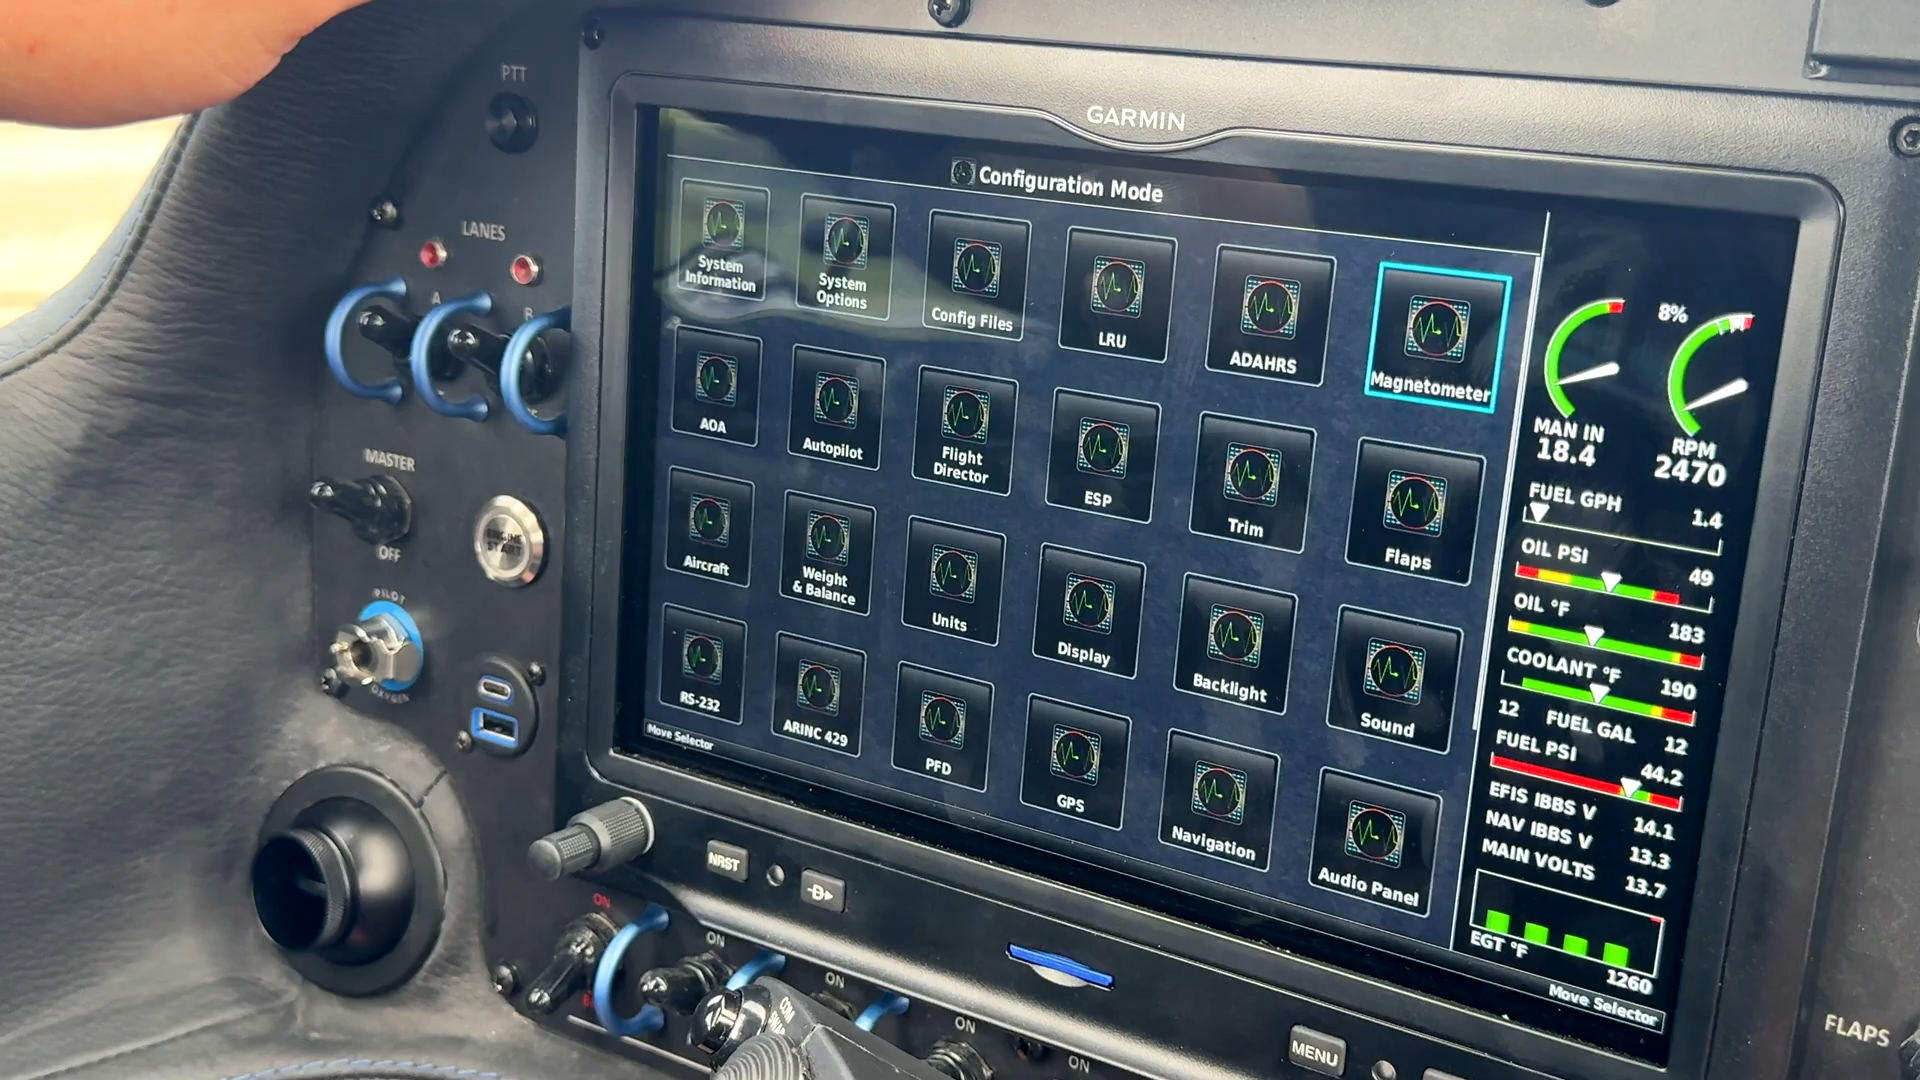 PTT
GARMIN
Configuration Mode
LANES
A
B
System
Information
System
Options
Config Files
LRU
ADAHRS
Magnetometer
AOA
Autopilot
Flight
Director
ESP
Trim
Flaps
Aircraft
Weight
& Balance
Units
Display
Backlight
Sound
RS-232
ARINC 429
PFD
GPS
Navigation
Audio Panel
Move Selector
8%
MAN IN
18.4
RPM
2470
FUEL GPH
1.4
OIL PSI
49
OIL °F
183
COOLANT °F
190
12 FUEL GAL 12
FUEL PSI
44.2
EFIS IBBS V
14.1
NAV IBBS V
13.3
MAIN VOLTS
13.7
EGT °F
1260
Move Selector
MASTER
OFF
ENGINE
START
PILOT
OXYGEN
NRST
D
ON
ON
ON
ON
ON
COM
MENU
FLAPS